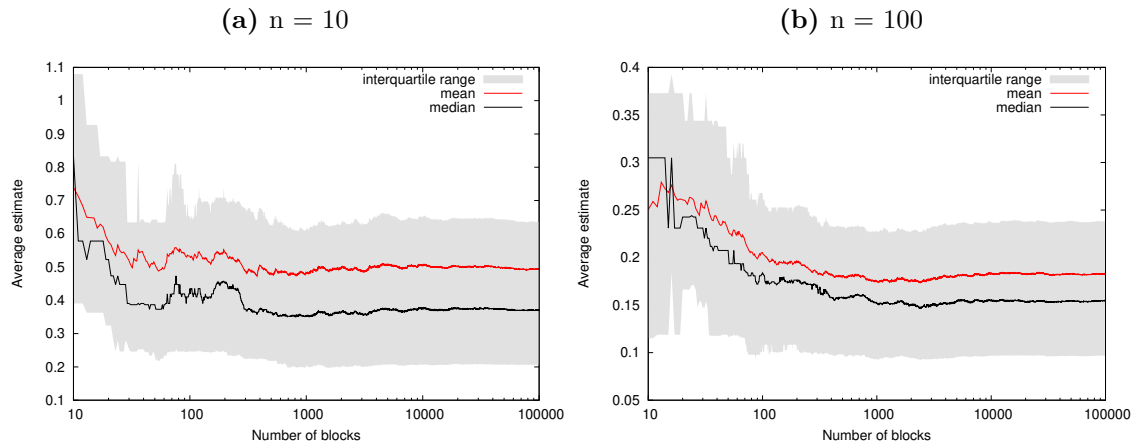 (a) n = 10
1.1
1
0.9
0.8
0.7
0.6
0.5
0.4
0.3
0.2
0.1
Average estimate
interquartile range
mean
median
10 100 1000 10000 100000
Number of blocks
(b) n = 100
0.4
0.35
0.3
0.25
0.2
0.15
0.1
0.05
Average estimate
interquartile range
mean
median
10 100 1000 10000 100000
Number of blocks